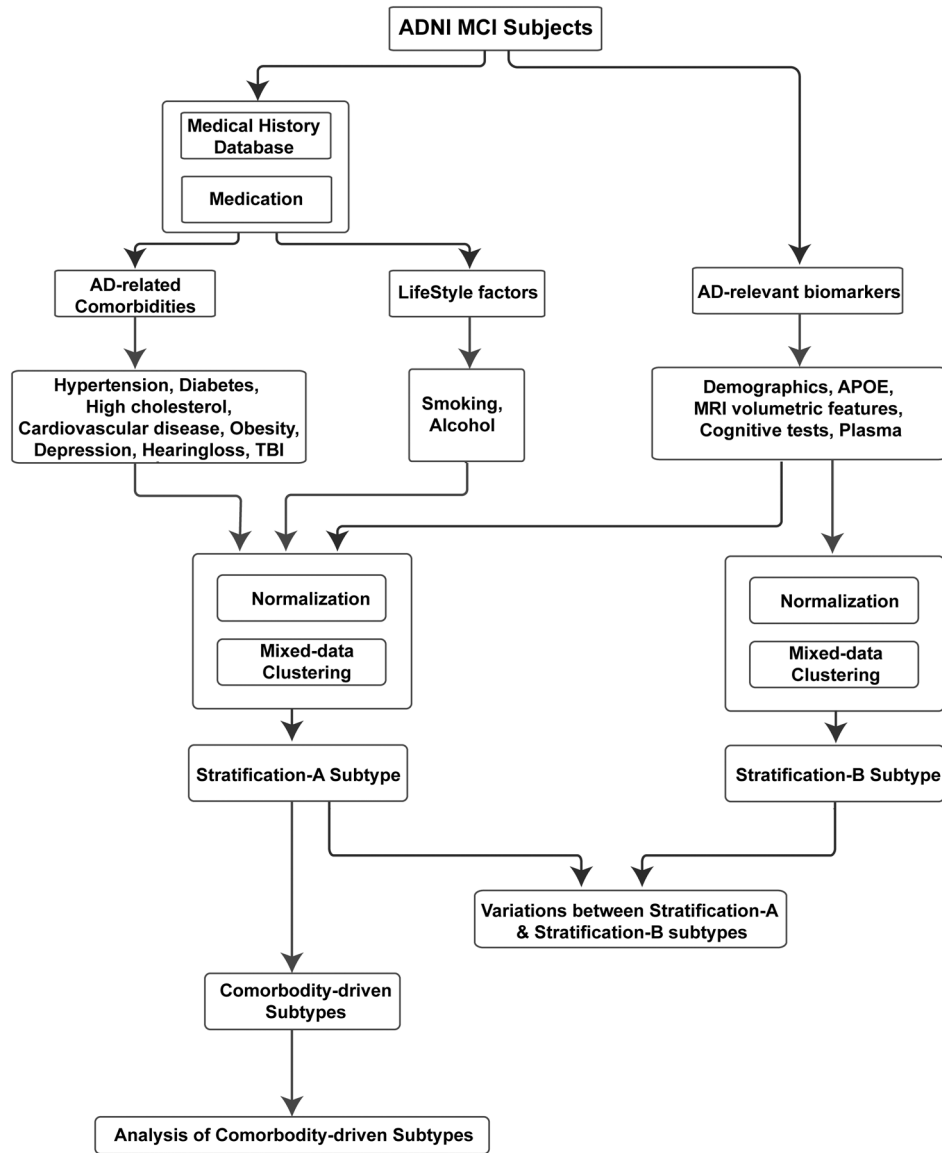 ADNI MCI Subjects
Medical History
Database
Medication
AD-related
Comorbidities
LifeStyle factors
AD-relevant biomarkers
Hypertension, Diabetes,
High cholesterol,
Cardiovascular disease, Obesity,
Depression, Hearingloss, TBI
Smoking,
Alcohol
Demographics, APOE,
MRI volumetric features,
Cognitive tests, Plasma
Normalization
Mixed-data
Clustering
Normalization
Mixed-data
Clustering
Stratification-A Subtype
Stratification-B Subtype
Variations between Stratification-A
& Stratification-B subtypes
Comorbodity-driven
Subtypes
Analysis of Comorbodity-driven Subtypes